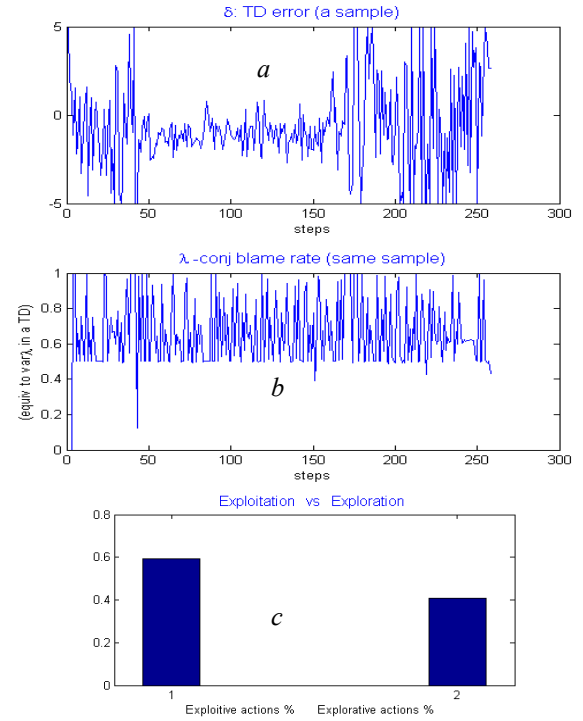 δ: TD error (a sample)
5
0
-5
a
0 50 100 150 200 250 300
steps
λ -conj blame rate (same sample)
(equiv to varλ in a TD)
1
0.8
0.6
0.4
0.2
0
b
0 50 100 150 200 250 300
steps
Exploitation vs Exploration
0.8
0.6
0.4
0.2
0
c
1 2
Exploitive actions % Explorative actions %